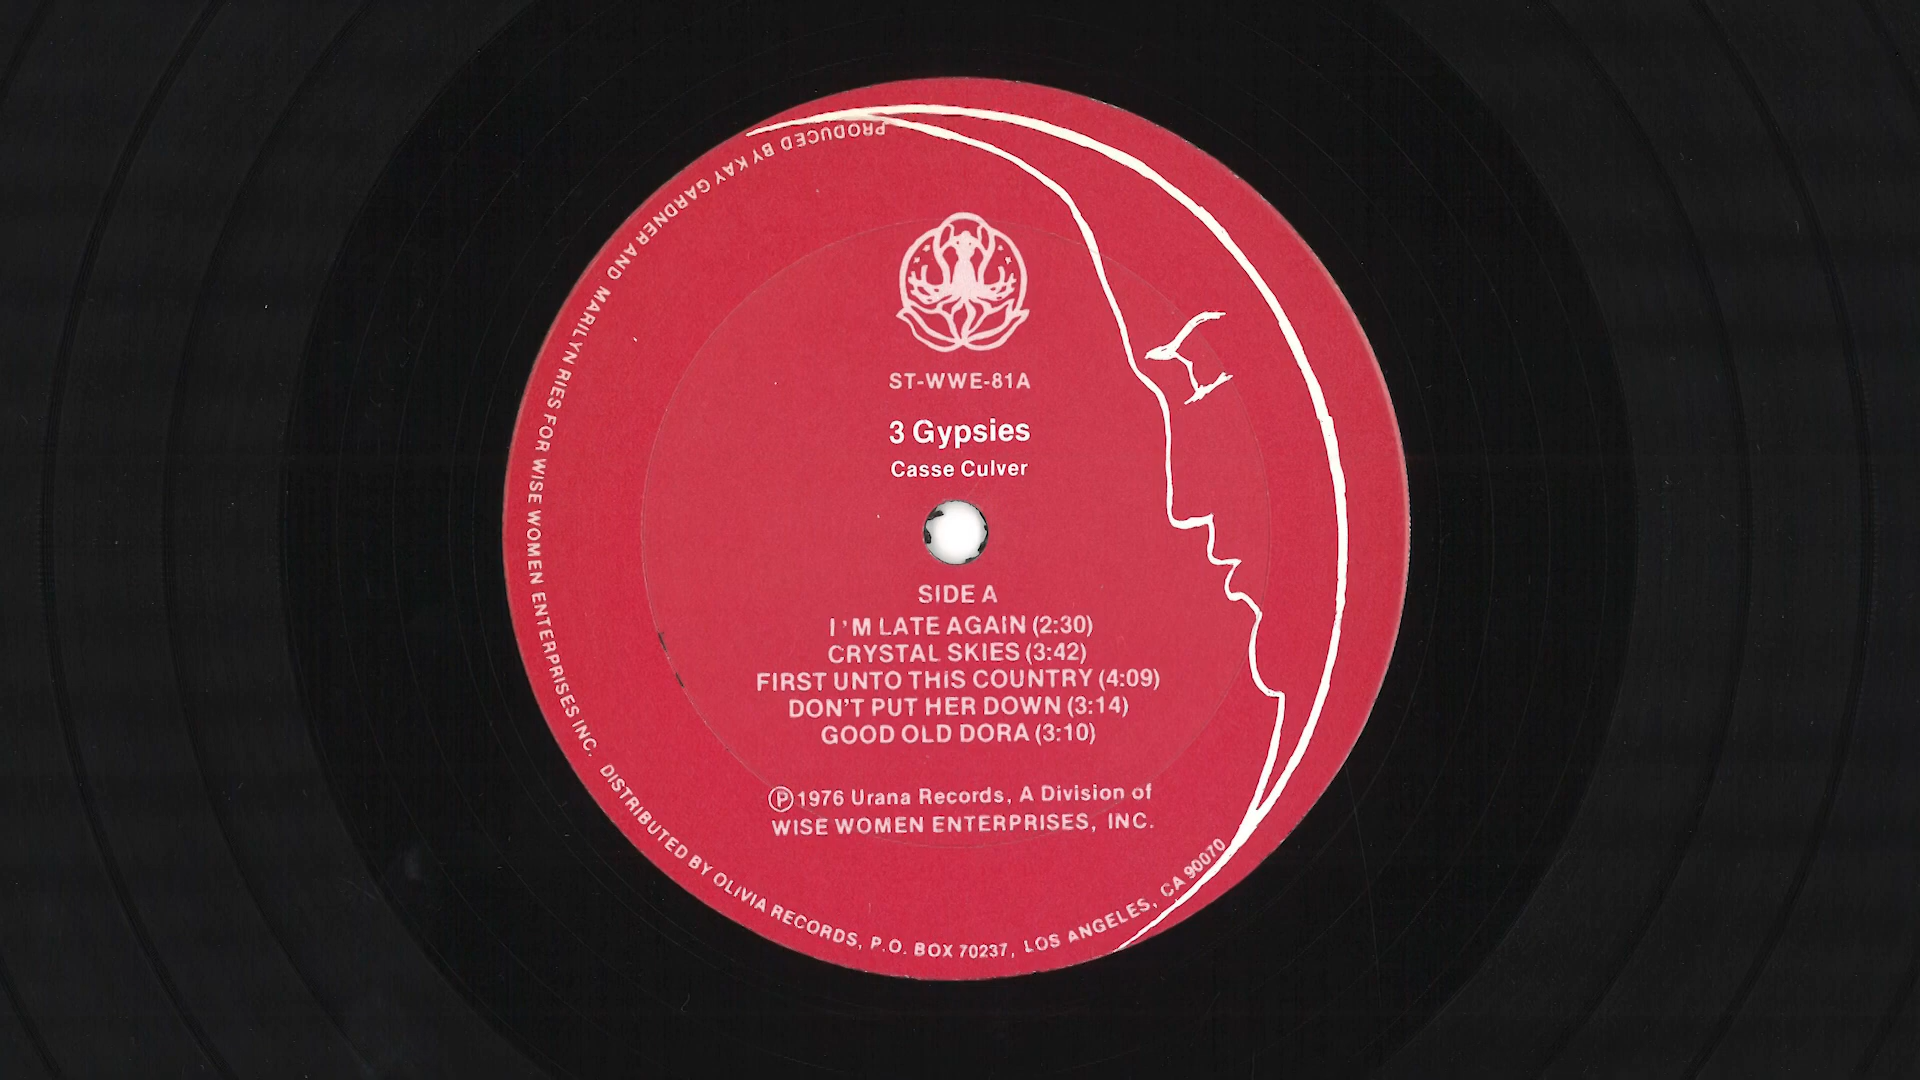 ST-WWE-81A
3 Gypsies
Casse Culver
SIDE A
I'M LATE AGAIN (2:30)
CRYSTAL SKIES (3:42)
FIRST UNTO THIS COUNTRY (4:09)
DON'T PUT HER DOWN (3:14)
GOOD OLD DORA (3:10)
Ⓟ1976 Urana Records, A Division of
WISE WOMEN ENTERPRISES, INC.
PRODUCED BY KAY GARDNER AND MARILYN RIES FOR WISE WOMEN ENTERPRISES INC. DISTRIBUTED BY OLIVIA RECORDS, P.O. BOX 70237, LOS ANGELES, CA 90070